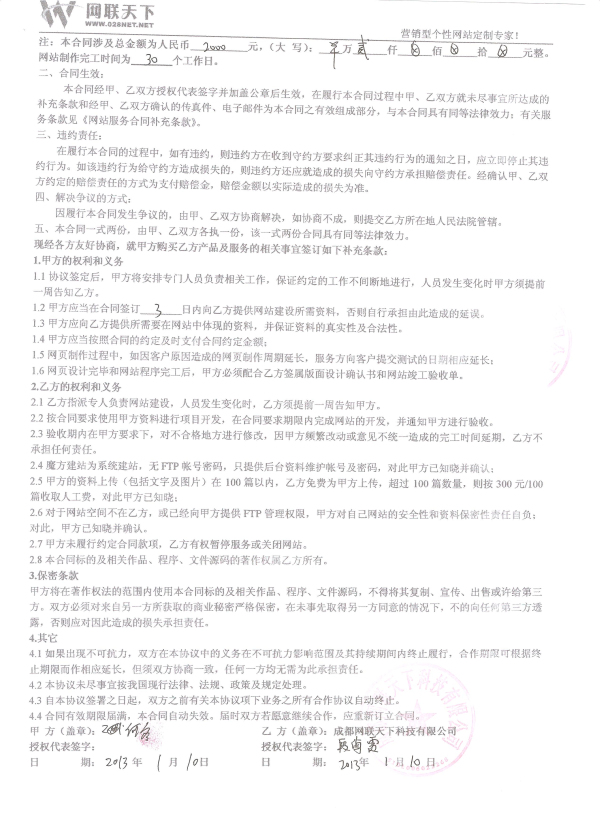 网联天下
www.028NET.com
营销型个性网站定制专家!
注:本合同涉及总金额为人民币 2000 元,(大 写): 零万 贰 仟 佰 拾 元整。
网站制作完工时间为 30 个工作日。
二、合同生效:
本合同经甲、乙双方授权代表签字并加盖公章后生效,在履行本合同过程中甲、乙双方就未尽事宜所达成的
补充条款和经甲、乙双方确认的传真件、电子邮件为本合同之有效组成部分,与本合同具有同等法律效力;有关服
务条款见《网站服务合同补充条款》。
三、违约责任:
在履行本合同的过程中,如有违约,则违约方在收到守约方要求纠正其违约行为的通知之日,应立即停止其违
约行为。如该违约行为给守约方造成损失的,则违约方还应就造成的损失向守约方承担赔偿责任。经确认甲、乙双
方约定的赔偿责任的方式为支付赔偿金,赔偿金额以实际造成的损失为准。
四、解决争议的方式:
因履行本合同发生争议的,由甲、乙双方协商解决,如协商不成,则提交乙方所在地人民法院管辖。
五、本合同一式两份,由甲、乙双方各执一份,该一式两份合同具有同等法律效力。
现经各方友好协商,就甲方购买乙方产品及服务的相关事宜签订如下补充条款:
1.甲方的权利和义务
1.1 协议签定后,甲方将安排专门人员负责相关工作,保证约定的工作不间断地进行,人员发生变化时甲方须提前
一周告知乙方。
1.2 甲方应当在合同签订 3 日内向乙方提供网站建设所需资料,否则自行承担由此造成的延误。
1.3 甲方应向乙方提供所需要在网站中体现的资料,并保证资料的真实性及合法性。
1.4 甲方应当按照合同的约定及时支付合同约定金额;
1.5 网页制作过程中,如因客户原因造成的网页制作周期延长,服务方向客户提交测试的日期相应延长;
1.6 网页设计完毕和网站程序完工后,甲方必须配合乙方签属版面设计确认书和网站竣工验收单。
2.乙方的权利和义务
2.1 乙方指派专人负责网站建设,人员发生变化时,乙方须提前一周告知甲方。
2.2 按合同要求使用甲方资料进行项目开发,在合同要求期限内完成网站的开发,并通知甲方进行验收。
2.3 验收期内在甲方要求下,对不合格地方进行修改,因甲方频繁改动或意见不统一造成的完工时间延期,乙方不
承担任何责任。
2.4 魔方建站为系统建站,无 FTP 帐号密码,只提供后台资料维护帐号及密码,对此甲方已知晓并确认;
2.5 甲方的资料上传(包括文字及图片)在 100 篇以内,乙方免费为甲方上传,超过 100 篇数量,则按 300 元/100
篇收取人工费,对此甲方已知晓;
2.6 对于网站空间不在乙方,或已经向甲方提供 FTP 管理权限,甲方对自己网站的安全性和资料保密性责任自负;
对此,甲方已知晓并确认。
2.7 甲方未履行约定合同款项,乙方有权暂停服务或关闭网站。
2.8 本合同标的及相关作品、程序、文件源码的著作权属乙方所有。
3.保密条款
甲方将在著作权法的范围内使用本合同标的及相关作品、程序、文件源码,不得将其复制、宣传、出售或许给第三
方。双方必须对来自另一方所获取的商业秘密严格保密,在未事先取得另一方同意的情况下,不的向任何第三方透
露,否则应对因此造成的损失承担责任。
4.其它
4.1 如果出现不可抗力,双方在本协议中的义务在不可抗力影响范围及其持续期间内终止履行,合作期限可根据终
止期限而作相应延长,但须双方协商一致,任何一方均无需为此承担责任。
4.2 本协议未尽事宜按我国现行法律、法规、政策及规定处理。
4.3 自本协议签署之日起,双方之前有关本协议项下业务之所有合作协议自动终止。
4.4 合同有效期限届满,本合同自动失效。届时双方若愿意继续合作,应重新订立合同。
甲 方(盖章): 乙 方(盖章):成都网联天下科技有限公司
授权代表签字: 授权代表签字:
日 期: 2013 年 1 月 10 日 日 期: 2013 年 1 月 10 日